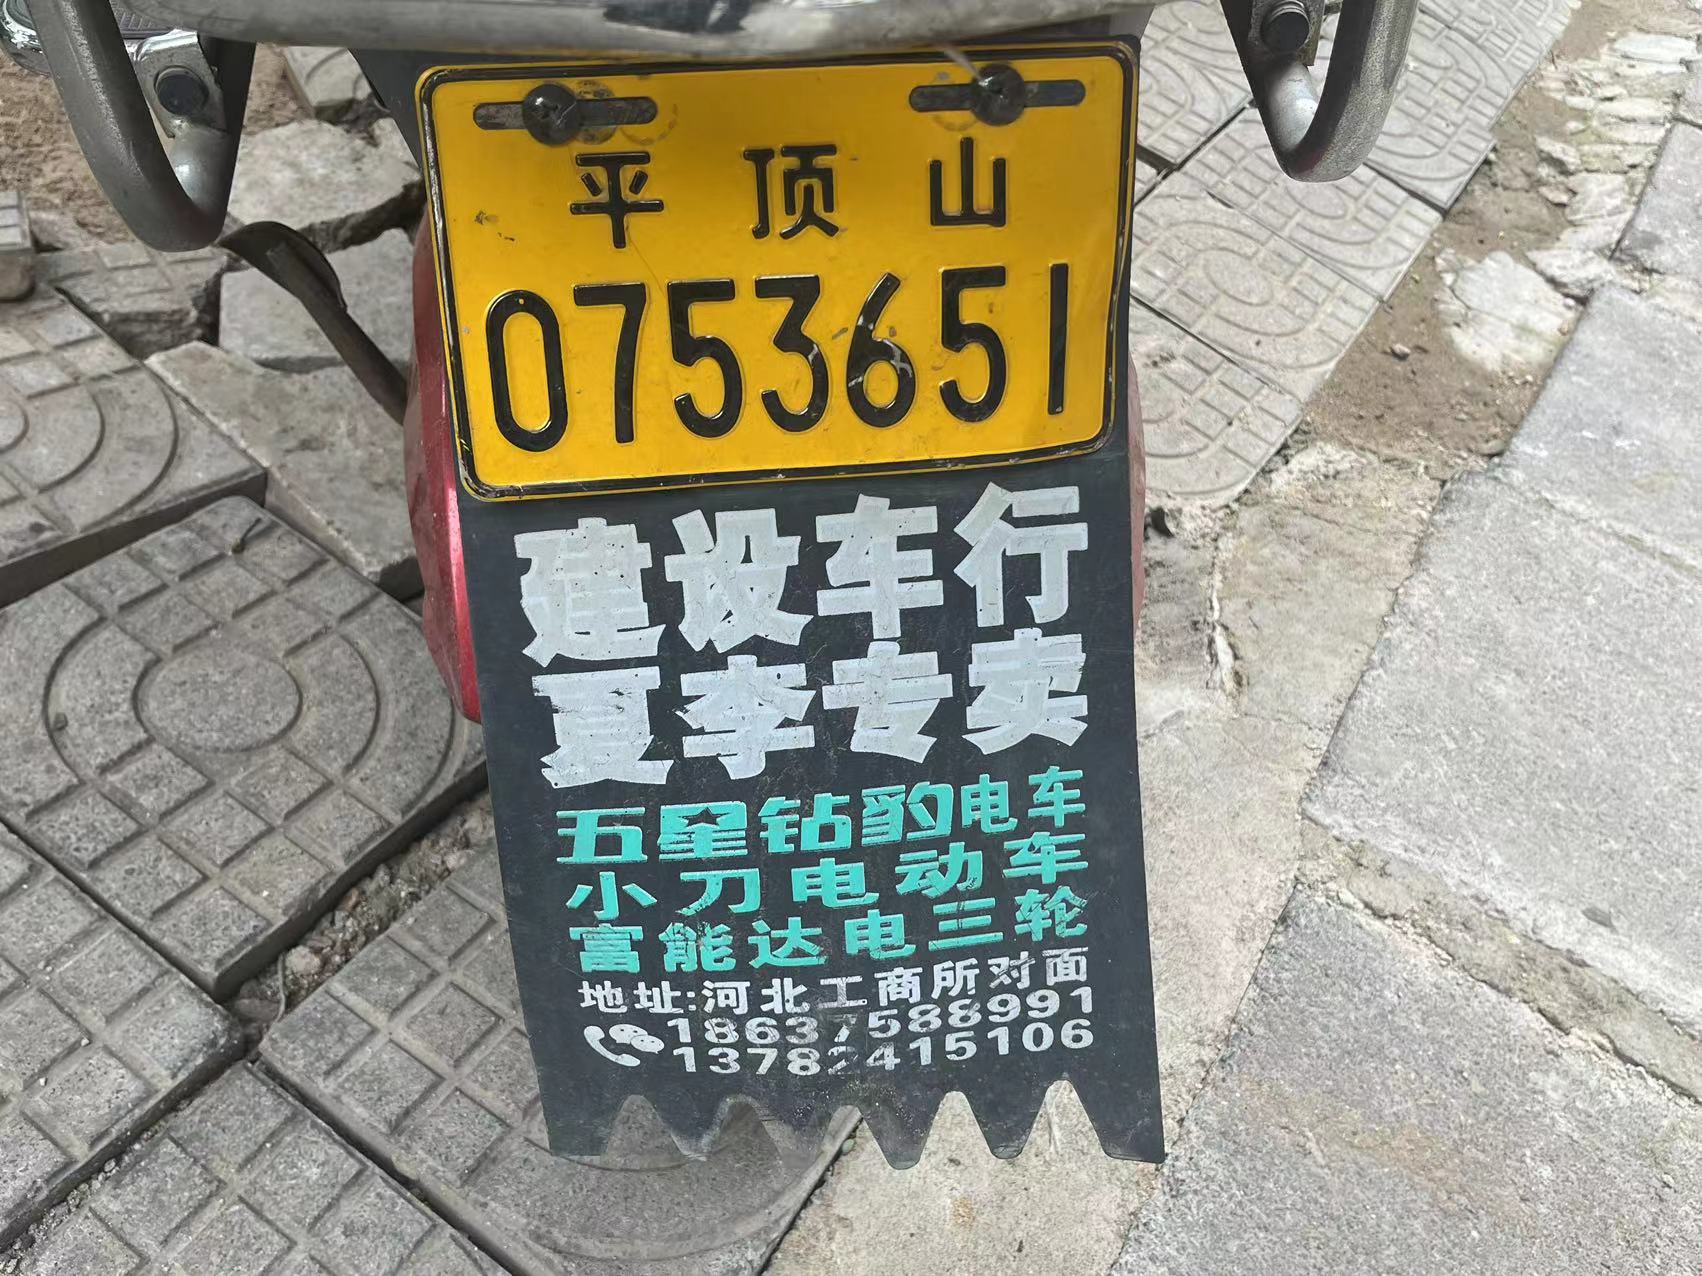 平顶山
0753651
建设车行
夏李专卖
五星钻豹电车
小刀电动车
富能达电三轮
地址:河北工商所对面
18637588991
13782415106